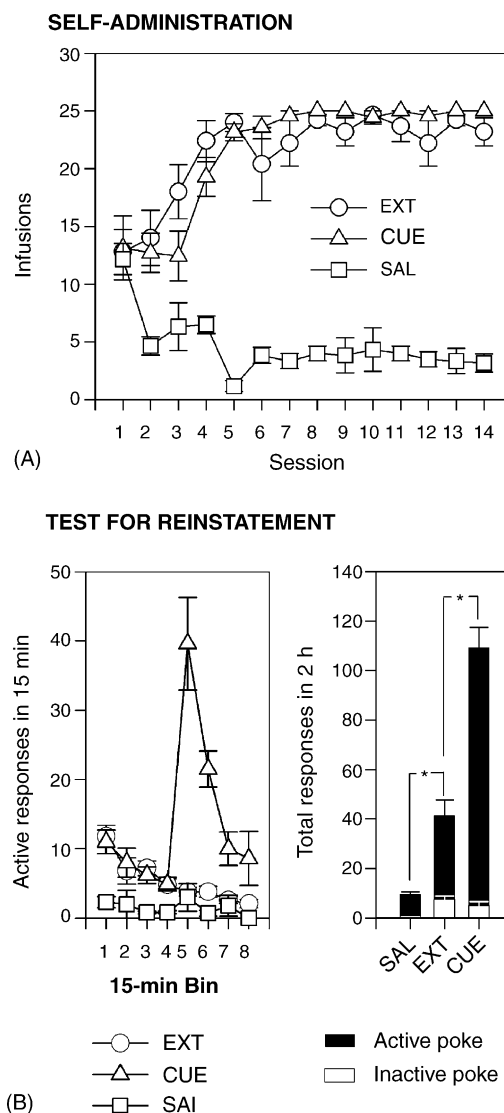 SELF-ADMINISTRATION
30
25
20
15
10
5
0
Infusions
EXT
CUE
SAL
1 2 3 4 5 6 7 8 9 10 11 12 13 14
(A)
Session
TEST FOR REINSTATEMENT
50
40
30
20
10
0
Active responses in 15 min
1 2 3 4 5 6 7 8
15-min Bin
140
120
100
80
60
40
20
0
Total responses in 2 h
*
*
SAL
EXT
CUE
EXT
CUE
SAI
Active poke
Inactive poke
(B)